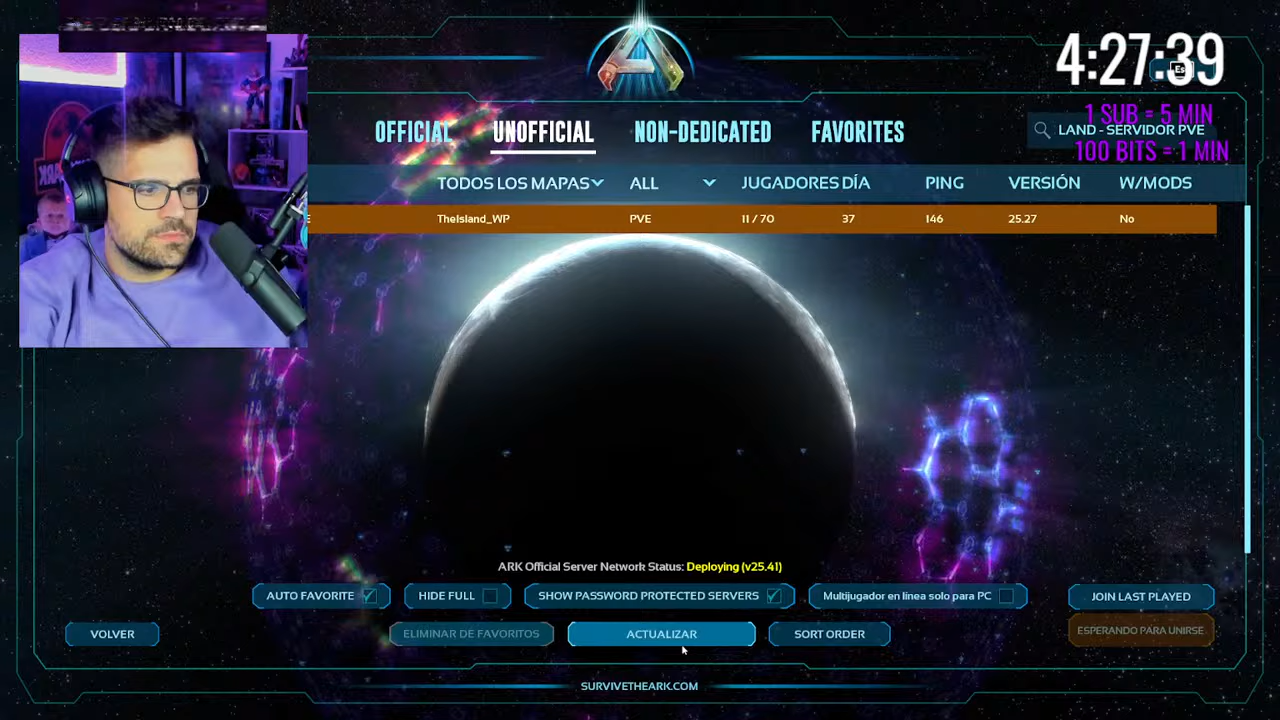 4:27:39
Es
1 SUB = 5 MIN
100 BITS = 1 MIN
OFFICIAL
UNOFFICIAL
NON-DEDICATED
FAVORITES
LAND - SERVIDOR PVE
TODOS LOS MAPAS
ALL
JUGADORES
DÍA
PING
VERSIÓN
W/MODS
E
TheIsland_WP
PVE
11 / 70
37
146
25.27
No
ARK Official Server Network Status: Deploying (v25.41)
AUTO FAVORITE
HIDE FULL
SHOW PASSWORD PROTECTED SERVERS
Multijugador en línea solo para PC
JOIN LAST PLAYED
VOLVER
ELIMINAR DE FAVORITOS
ACTUALIZAR
SORT ORDER
ESPERANDO PARA UNIRSE
SURVIVETHEARK.COM